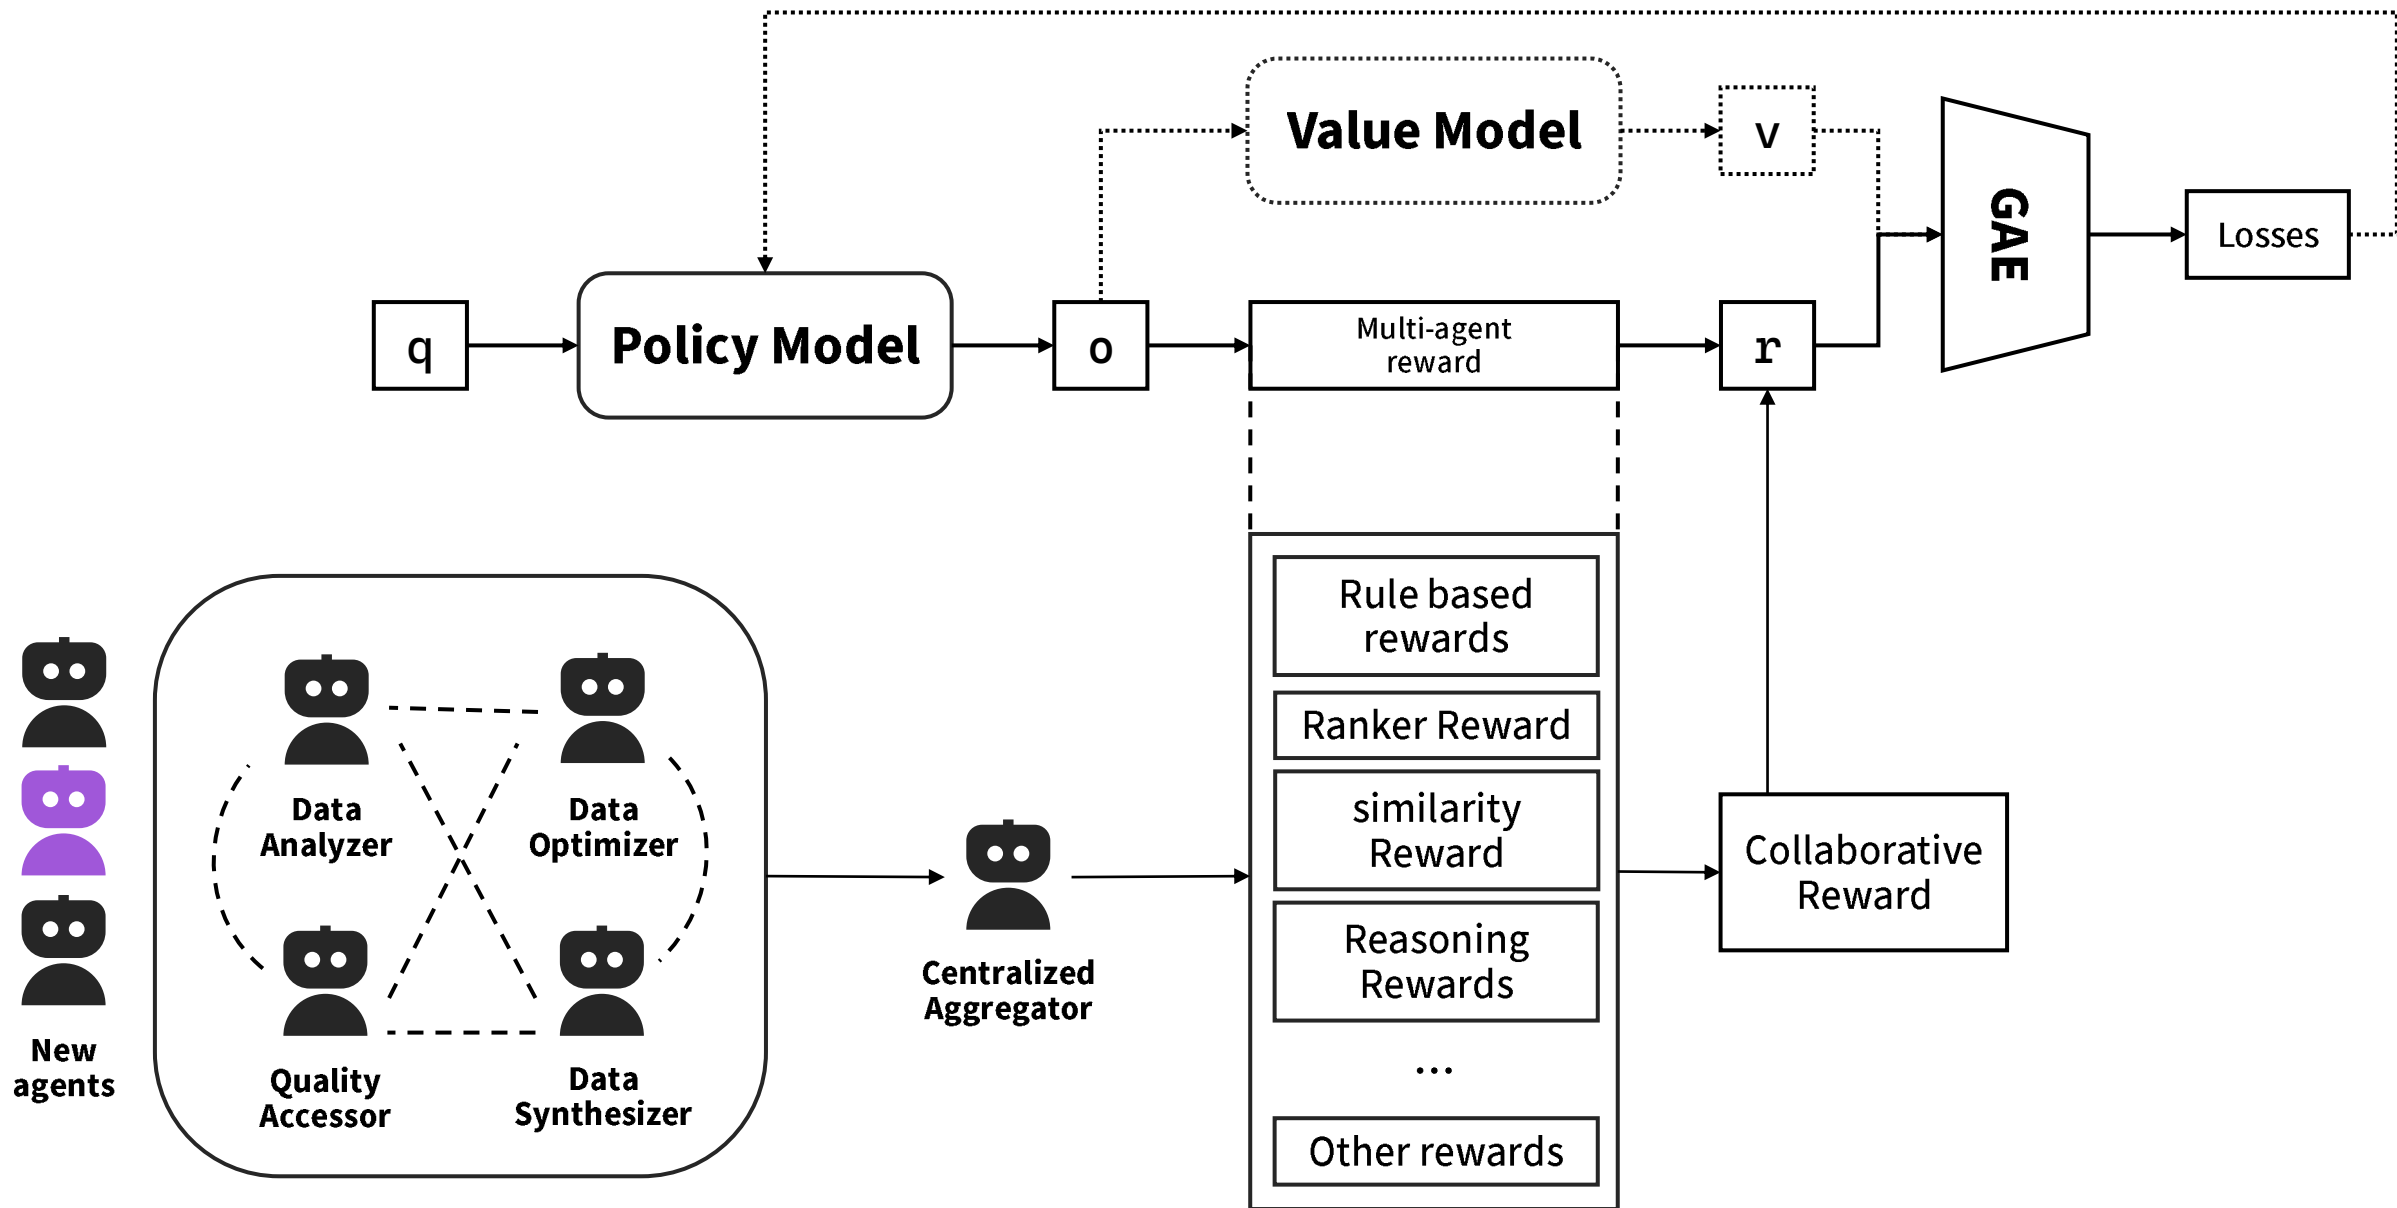 Value Model
v
GAE
Losses
q
Policy Model
o
Multi-agent
reward
r
Rule based
rewards
Ranker Reward
similarity
Reward
Reasoning
Rewards
...
Other rewards
Collaborative
Reward
Data
Analyzer
Data
Optimizer
Quality
Accessor
Data
Synthesizer
New
agents
Centralized
Aggregator